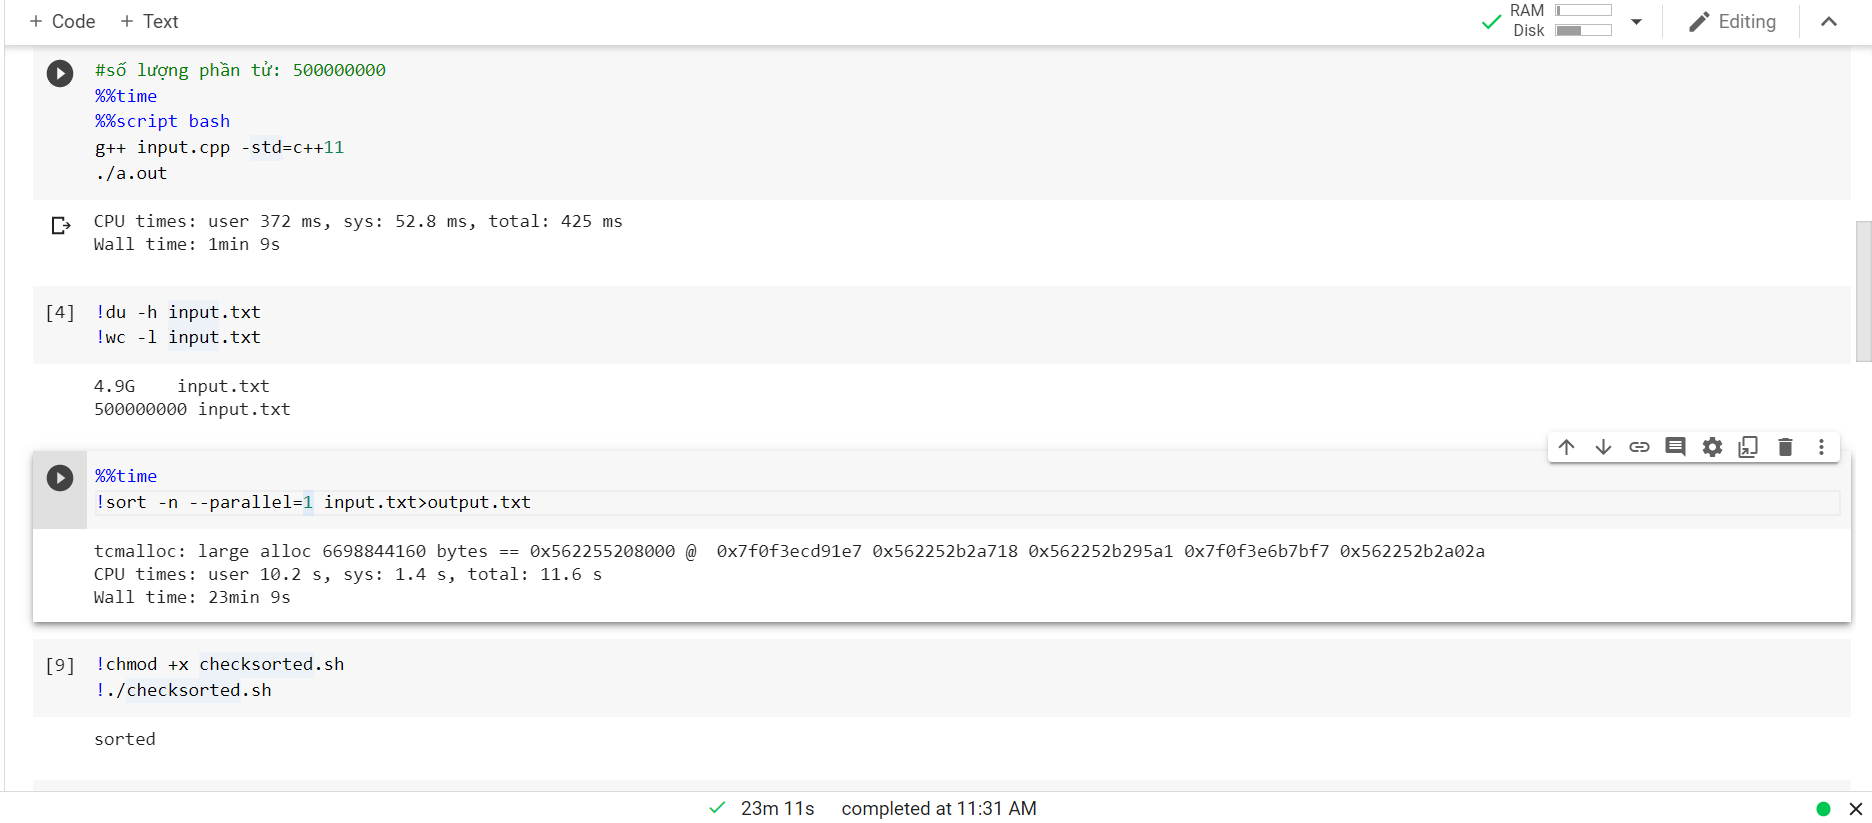 + Code + Text
RAM
Disk
Editing
#số lượng phần tử: 500000000
%%time
%%script bash
g++ input.cpp -std=c++11
./a.out
CPU times: user 372 ms, sys: 52.8 ms, total: 425 ms
Wall time: 1min 9s
[4] !du -h input.txt
!wc -l input.txt
4.9G    input.txt
500000000 input.txt
%%time
!sort -n --parallel=1 input.txt>output.txt
tcmalloc: large alloc 6698844160 bytes == 0x562255208000 @  0x7f0f3ecd91e7 0x562252b2a718 0x562252b295a1 0x7f0f3e6b7bf7 0x562252b2a02a
CPU times: user 10.2 s, sys: 1.4 s, total: 11.6 s
Wall time: 23min 9s
[9] !chmod +x checksorted.sh
!./checksorted.sh
sorted
23m 11s completed at 11:31 AM